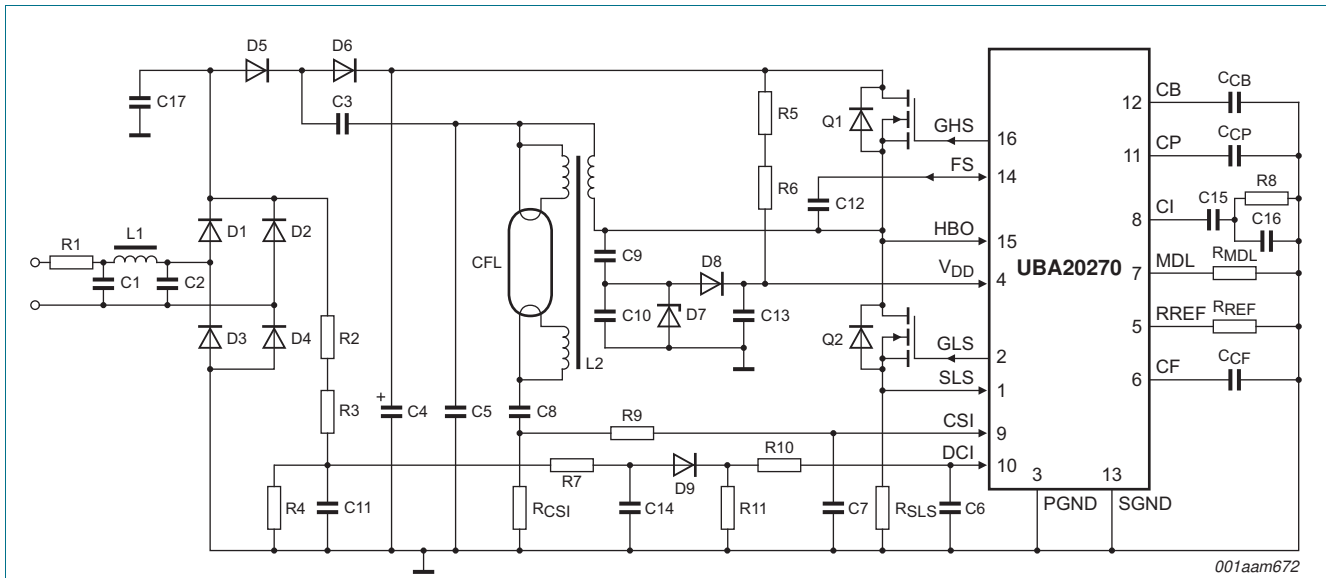 D5
D6
C17
C3
R5
Q1
GHS
16
12
CB
CCB
11
CP
CCP
R6
FS
14
C12
8
CI
C15
R8
C16
R1
L1
D1
D2
C1
C2
CFL
C9
HBO
15
UBA20270
VDD
4
7
MDL
RMDL
D8
C10
D7
C13
D3
D4
R2
Q2
5
RREF
RREF
L2
GLS
2
SLS
1
6
CF
CCF
R3
C4
+
C5
C8
R9
CSI
9
R10
DCI
10
R7
D9
R4
C11
RCSI
C14
R11
C7
RSLS
C6
3
13
PGND
SGND
001aam672